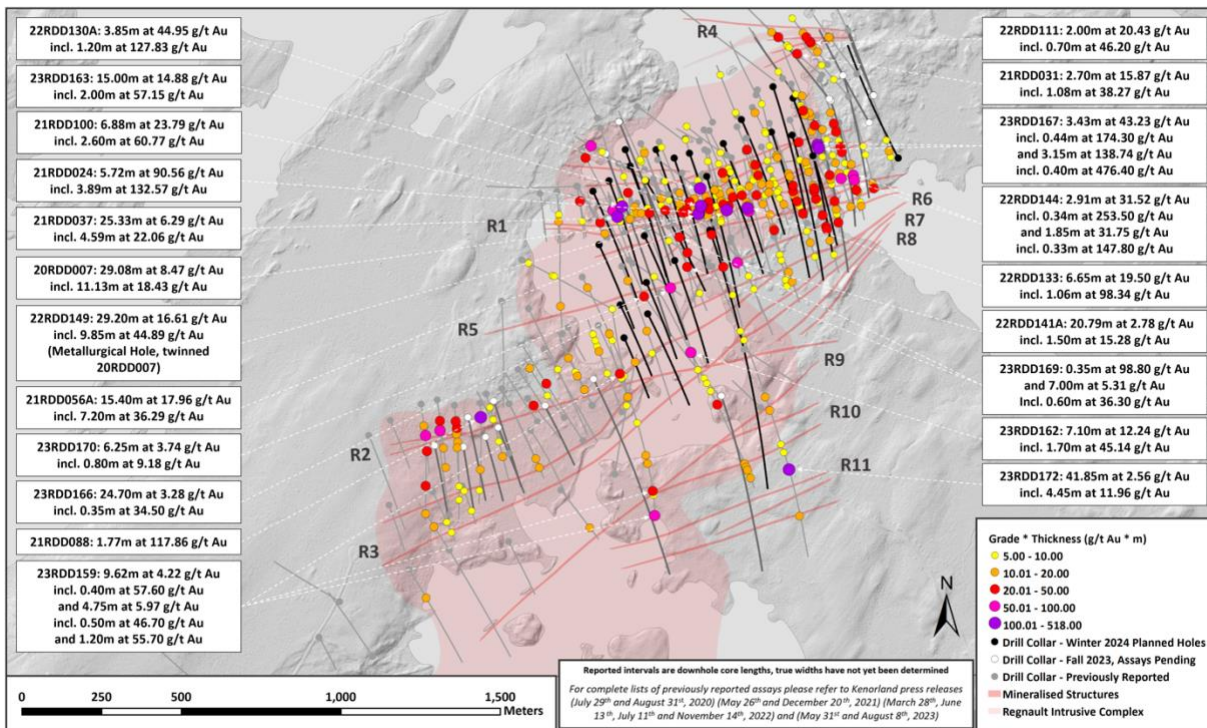 22RDD130A: 3.85m at 44.95 g/t Au
incl. 1.20m at 127.83 g/t Au
23RDD163: 15.00m at 14.88 g/t Au
incl. 2.00m at 57.15 g/t Au
21RDD100: 6.88m at 23.79 g/t Au
incl. 2.60m at 60.77 g/t Au
21RDD024: 5.72m at 90.56 g/t Au
incl. 3.89m at 132.57 g/t Au
21RDD037: 25.33m at 6.29 g/t Au
incl. 4.59m at 22.06 g/t Au
20RDD007: 29.08m at 8.47 g/t Au
incl. 11.13m at 18.43 g/t Au
22RDD149: 29.20m at 16.61 g/t Au
incl. 9.85m at 44.89 g/t Au
(Metallurgical Hole, twinned
20RDD007)
21RDD056A: 15.40m at 17.96 g/t Au
incl. 7.20m at 36.29 g/t Au
23RDD170: 6.25m at 3.74 g/t Au
incl. 0.80m at 9.18 g/t Au
23RDD166: 24.70m at 3.28 g/t Au
incl. 0.35m at 34.50 g/t Au
21RDD088: 1.77m at 117.86 g/t Au
23RDD159: 9.62m at 4.22 g/t Au
incl. 0.40m at 57.60 g/t Au
and 4.75m at 5.97 g/t Au
incl. 0.50m at 46.70 g/t Au
and 1.20m at 55.70 g/t Au
R4
R1
R6
R7
R8
R5
R9
R10
R2
R11
R3
22RDD111: 2.00m at 20.43 g/t Au
incl. 0.70m at 46.20 g/t Au
21RDD031: 2.70m at 15.87 g/t Au
incl. 1.08m at 38.27 g/t Au
23RDD167: 3.43m at 43.23 g/t Au
incl. 0.44m at 174.30 g/t Au
and 3.15m at 138.74 g/t Au
incl. 0.40m at 476.40 g/t Au
22RDD144: 2.91m at 31.52 g/t Au
incl. 0.34m at 253.50 g/t Au
and 1.85m at 31.75 g/t Au
incl. 0.33m at 147.80 g/t Au
22RDD133: 6.65m at 19.50 g/t Au
incl. 1.06m at 98.34 g/t Au
22RDD141A: 20.79m at 2.78 g/t Au
incl. 1.50m at 15.28 g/t Au
23RDD169: 0.35m at 98.80 g/t Au
and 7.00m at 5.31 g/t Au
Incl. 0.60m at 36.30 g/t Au
23RDD162: 7.10m at 12.24 g/t Au
incl. 1.70m at 45.14 g/t Au
23RDD172: 41.85m at 2.56 g/t Au
incl. 4.45m at 11.96 g/t Au
Grade * Thickness (g/t Au * m)
5.00 - 10.00
10.01 - 20.00
20.01 - 50.00
50.01 - 100.00
100.01 - 518.00
Drill Collar - Winter 2024 Planned Holes
Drill Collar - Fall 2023, Assays Pending
Drill Collar - Previously Reported
Mineralised Structures
Regnault Intrusive Complex
N
Reported intervals are downhole core lengths, true widths have not yet been determined
For complete lists of previously reported assays please refer to Kenorland press releases
(July 29th and August 31st, 2020) (May 26th and December 20th, 2021) (March 28th, June
13th, July 11th and November 14th, 2022) and (May 31st and August 8th, 2023)
0 250 500 1,000 1,500
Meters